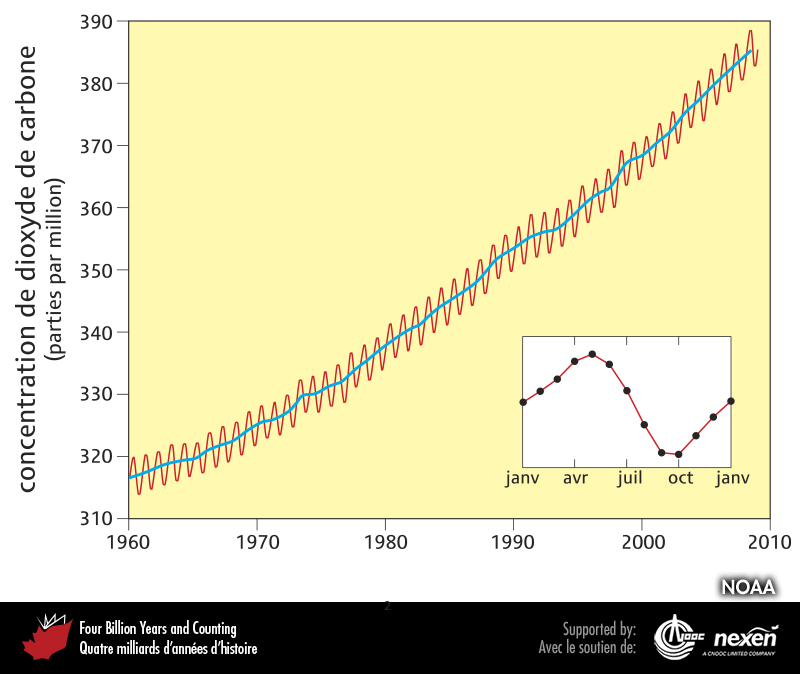 390
380
370
360
350
340
330
320
310
concentration de dioxyde de carbone
(parties par million)
1960 1970 1980 1990 2000 2010
janv avr juil oct janv
NOAA
2
Four Billion Years and Counting
Quatre milliards d'années d'histoire
Supported by:
Avec le soutien de:
CNOOC
nexen
A CNOOC LIMITED COMPANY